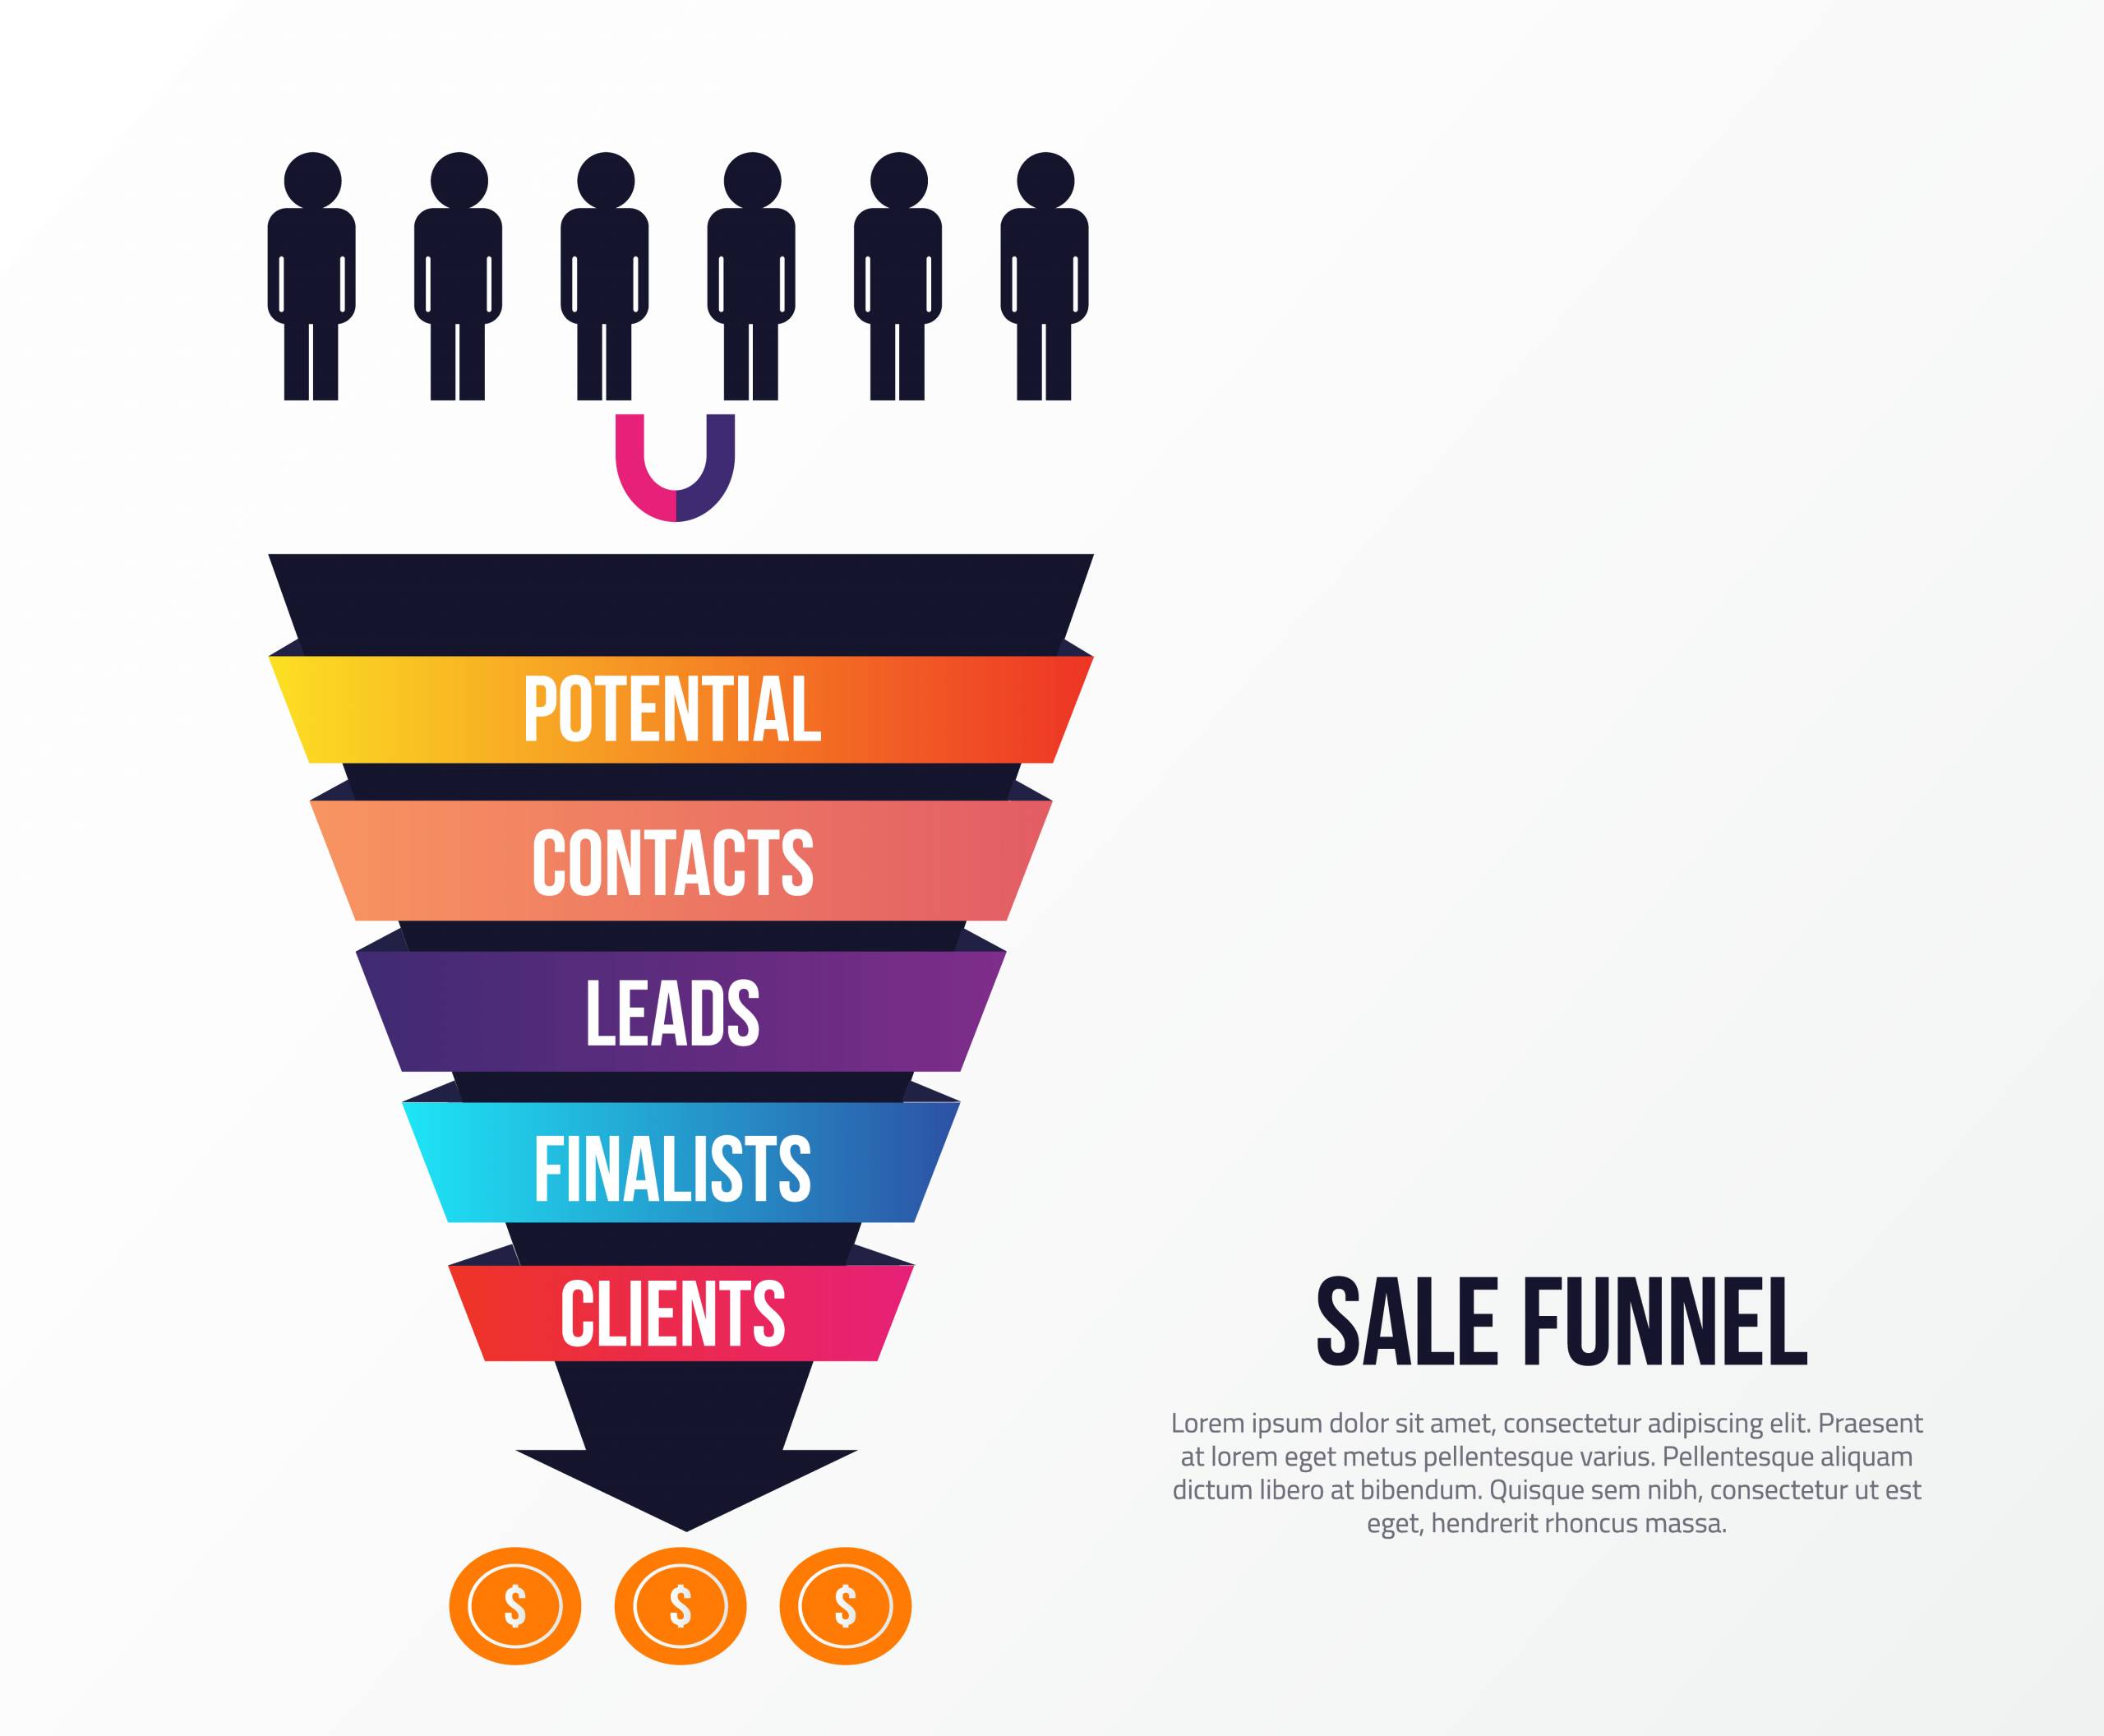 POTENTIAL
CONTACTS
LEADS
FINALISTS
CLIENTS
$ $ $
SALE FUNNEL
Lorem ipsum dolor sit amet, consectetur adipiscing elit. Praesent
at lorem eget metus pellentesque varius. Pellentesque aliquam
dictum libero at bibendum. Quisque sem nibh, consectetur ut est
eget, hendrerit rhoncus massa.